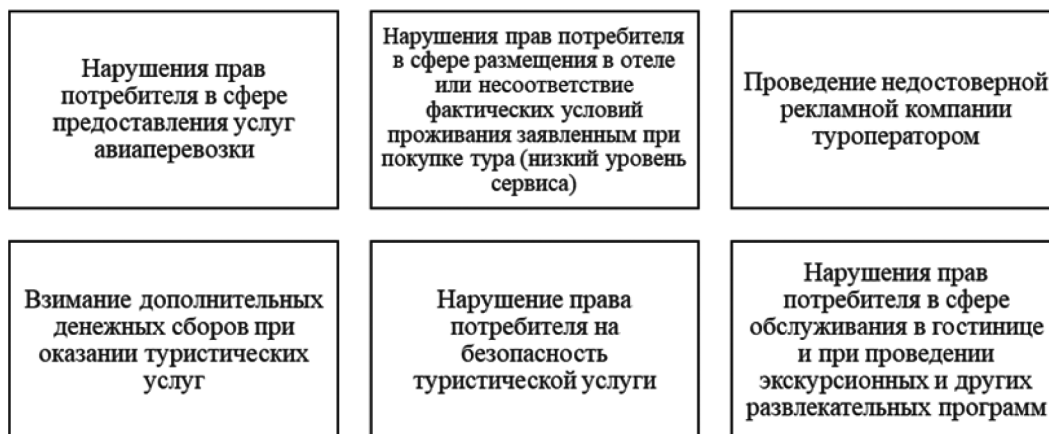 Нарушения прав
потребителя в сфере
предоставления услуг
авиаперевозки
Нарушения прав потребителя
в сфере размещения в отеле
или несоответствие
фактических условий
проживания заявленным при
покупке тура (низкий уровень
сервиса)
Проведение недостоверной
рекламной компании
туроператором
Взимание дополнительных
денежных сборов при
оказании туристических
услуг
Нарушение права
потребителя на
безопасность
туристической услуги
Нарушения прав
потребителя в сфере
обслуживания в гостинице
и при проведении
экскурсионных и других
развлекательных программ